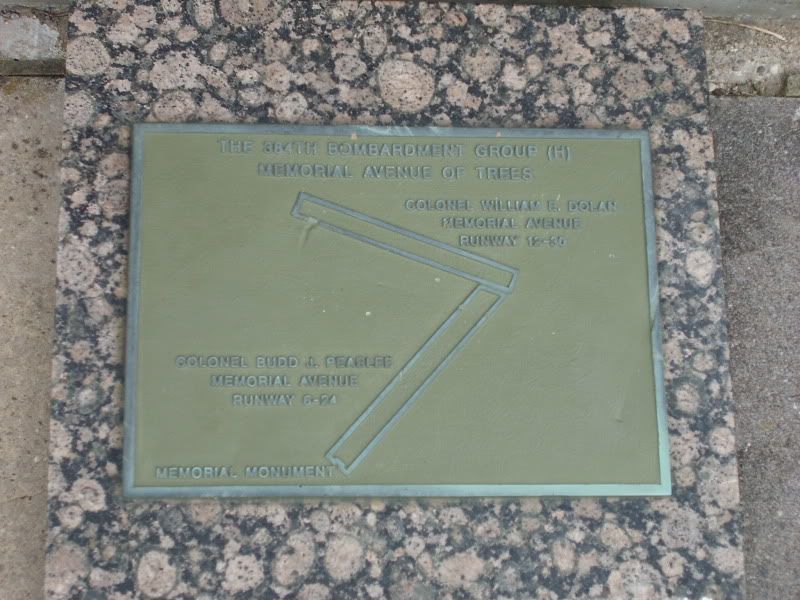 THE 384TH BOMBARDMENT GROUP (H)
MEMORIAL AVENUE OF TREES
COLONEL WILLIAM E. DOLAN
MEMORIAL AVENUE
RUNWAY 12-30
COLONEL BUDD J. PEASLEE
MEMORIAL AVENUE
RUNWAY 6-24
MEMORIAL MONUMENT